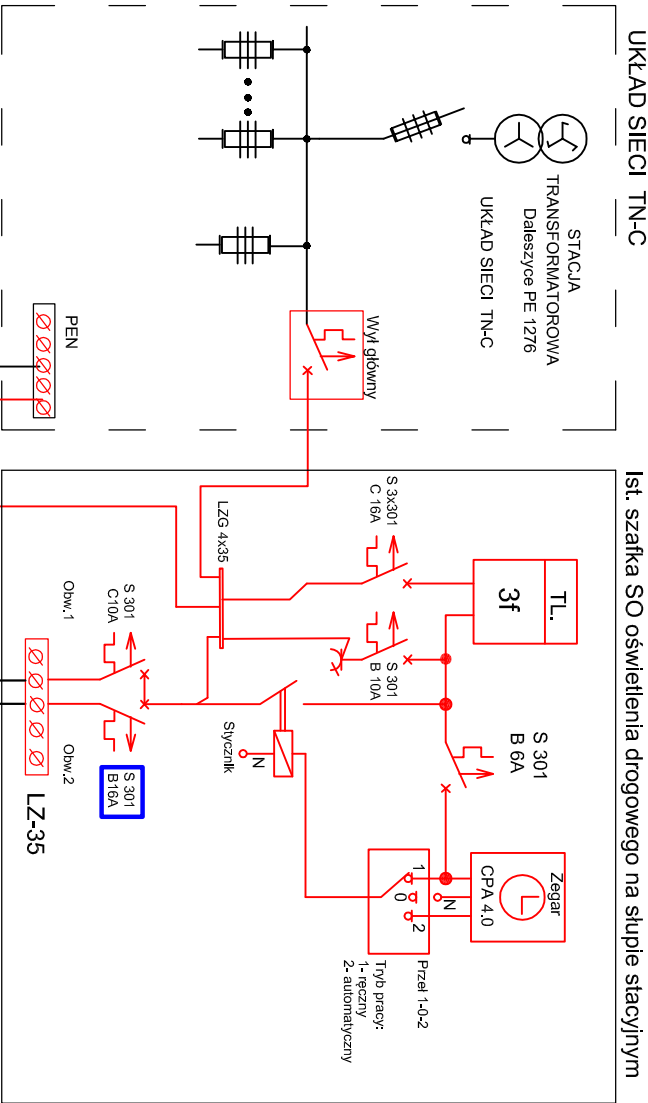 UKŁAD SIECI TN-C
STACJA
TRANSFORMATOROWA
Daleszyce PE 1276
UKŁAD SIECI TN-C
Wył główny
PEN
Ist. szafka SO oświetlenia drogowego na słupie stacyjnym
TL.
3f
S 3x301
C 16A
S 301
B 10A
LZG 4x35
S 301
B 6A
Zegar
CPA 4.0
N
1
0
2
Przeł 1-0-2
Tryb pracy:
1- ręczny
2- automatyczny
Stycznik
N
S 301
C10A
Obw.1
S 301
B16A
Obw.2
LZ-35